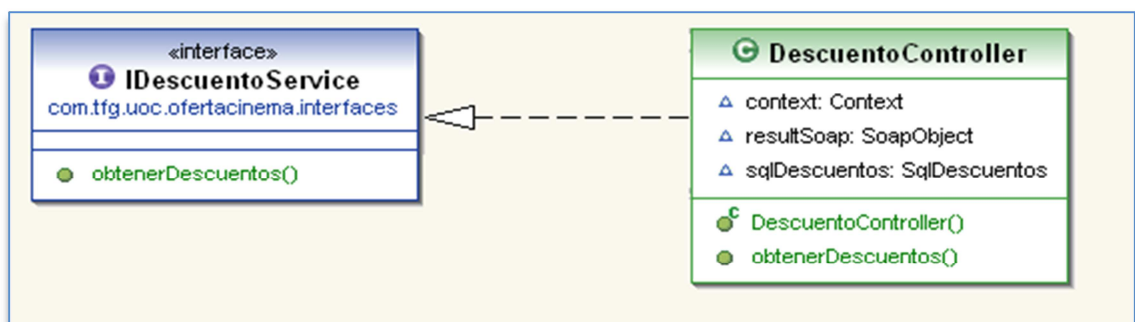 «interface»
I IDescuentoService
com.tfg.uoc.ofertacinema.interfaces
obtenerDescuentos()
C DescuentoController
context: Context
resultSoap: SoapObject
sqlDescuentos: SqlDescuentos
C DescuentoController()
obtenerDescuentos()